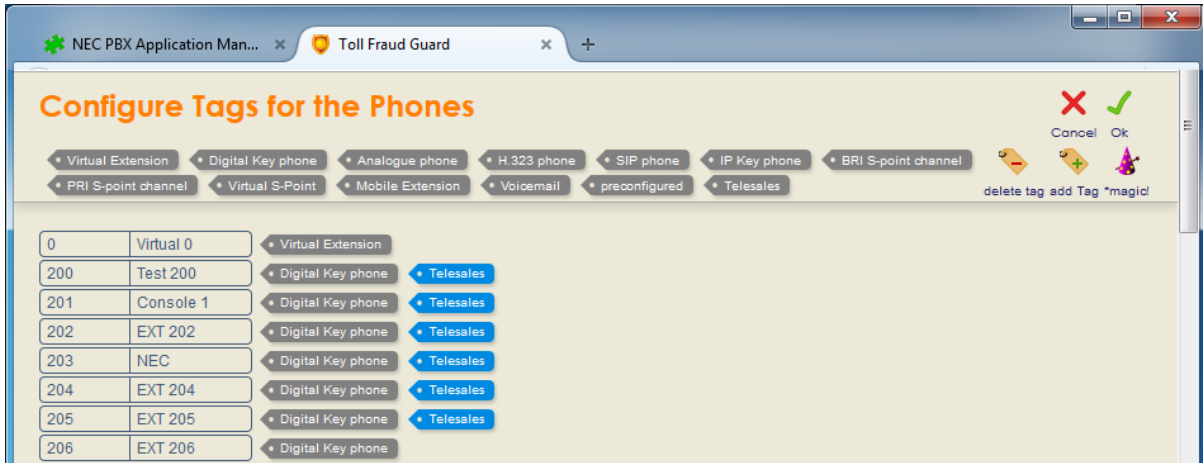 NEC PBX Application Man... Toll Fraud Guard
Configure Tags for the Phones
Cancel Ok
Virtual Extension Digital Key phone Analogue phone H.323 phone SIP phone IP Key phone BRI S-point channel
PRI S-point channel Virtual S-Point Mobile Extension Voicemail preconfigured Telesales
delete tag add Tag *magic!
0 Virtual 0 Virtual Extension
200 Test 200 Digital Key phone Telesales
201 Console 1 Digital Key phone Telesales
202 EXT 202 Digital Key phone Telesales
203 NEC Digital Key phone Telesales
204 EXT 204 Digital Key phone Telesales
205 EXT 205 Digital Key phone Telesales
206 EXT 206 Digital Key phone